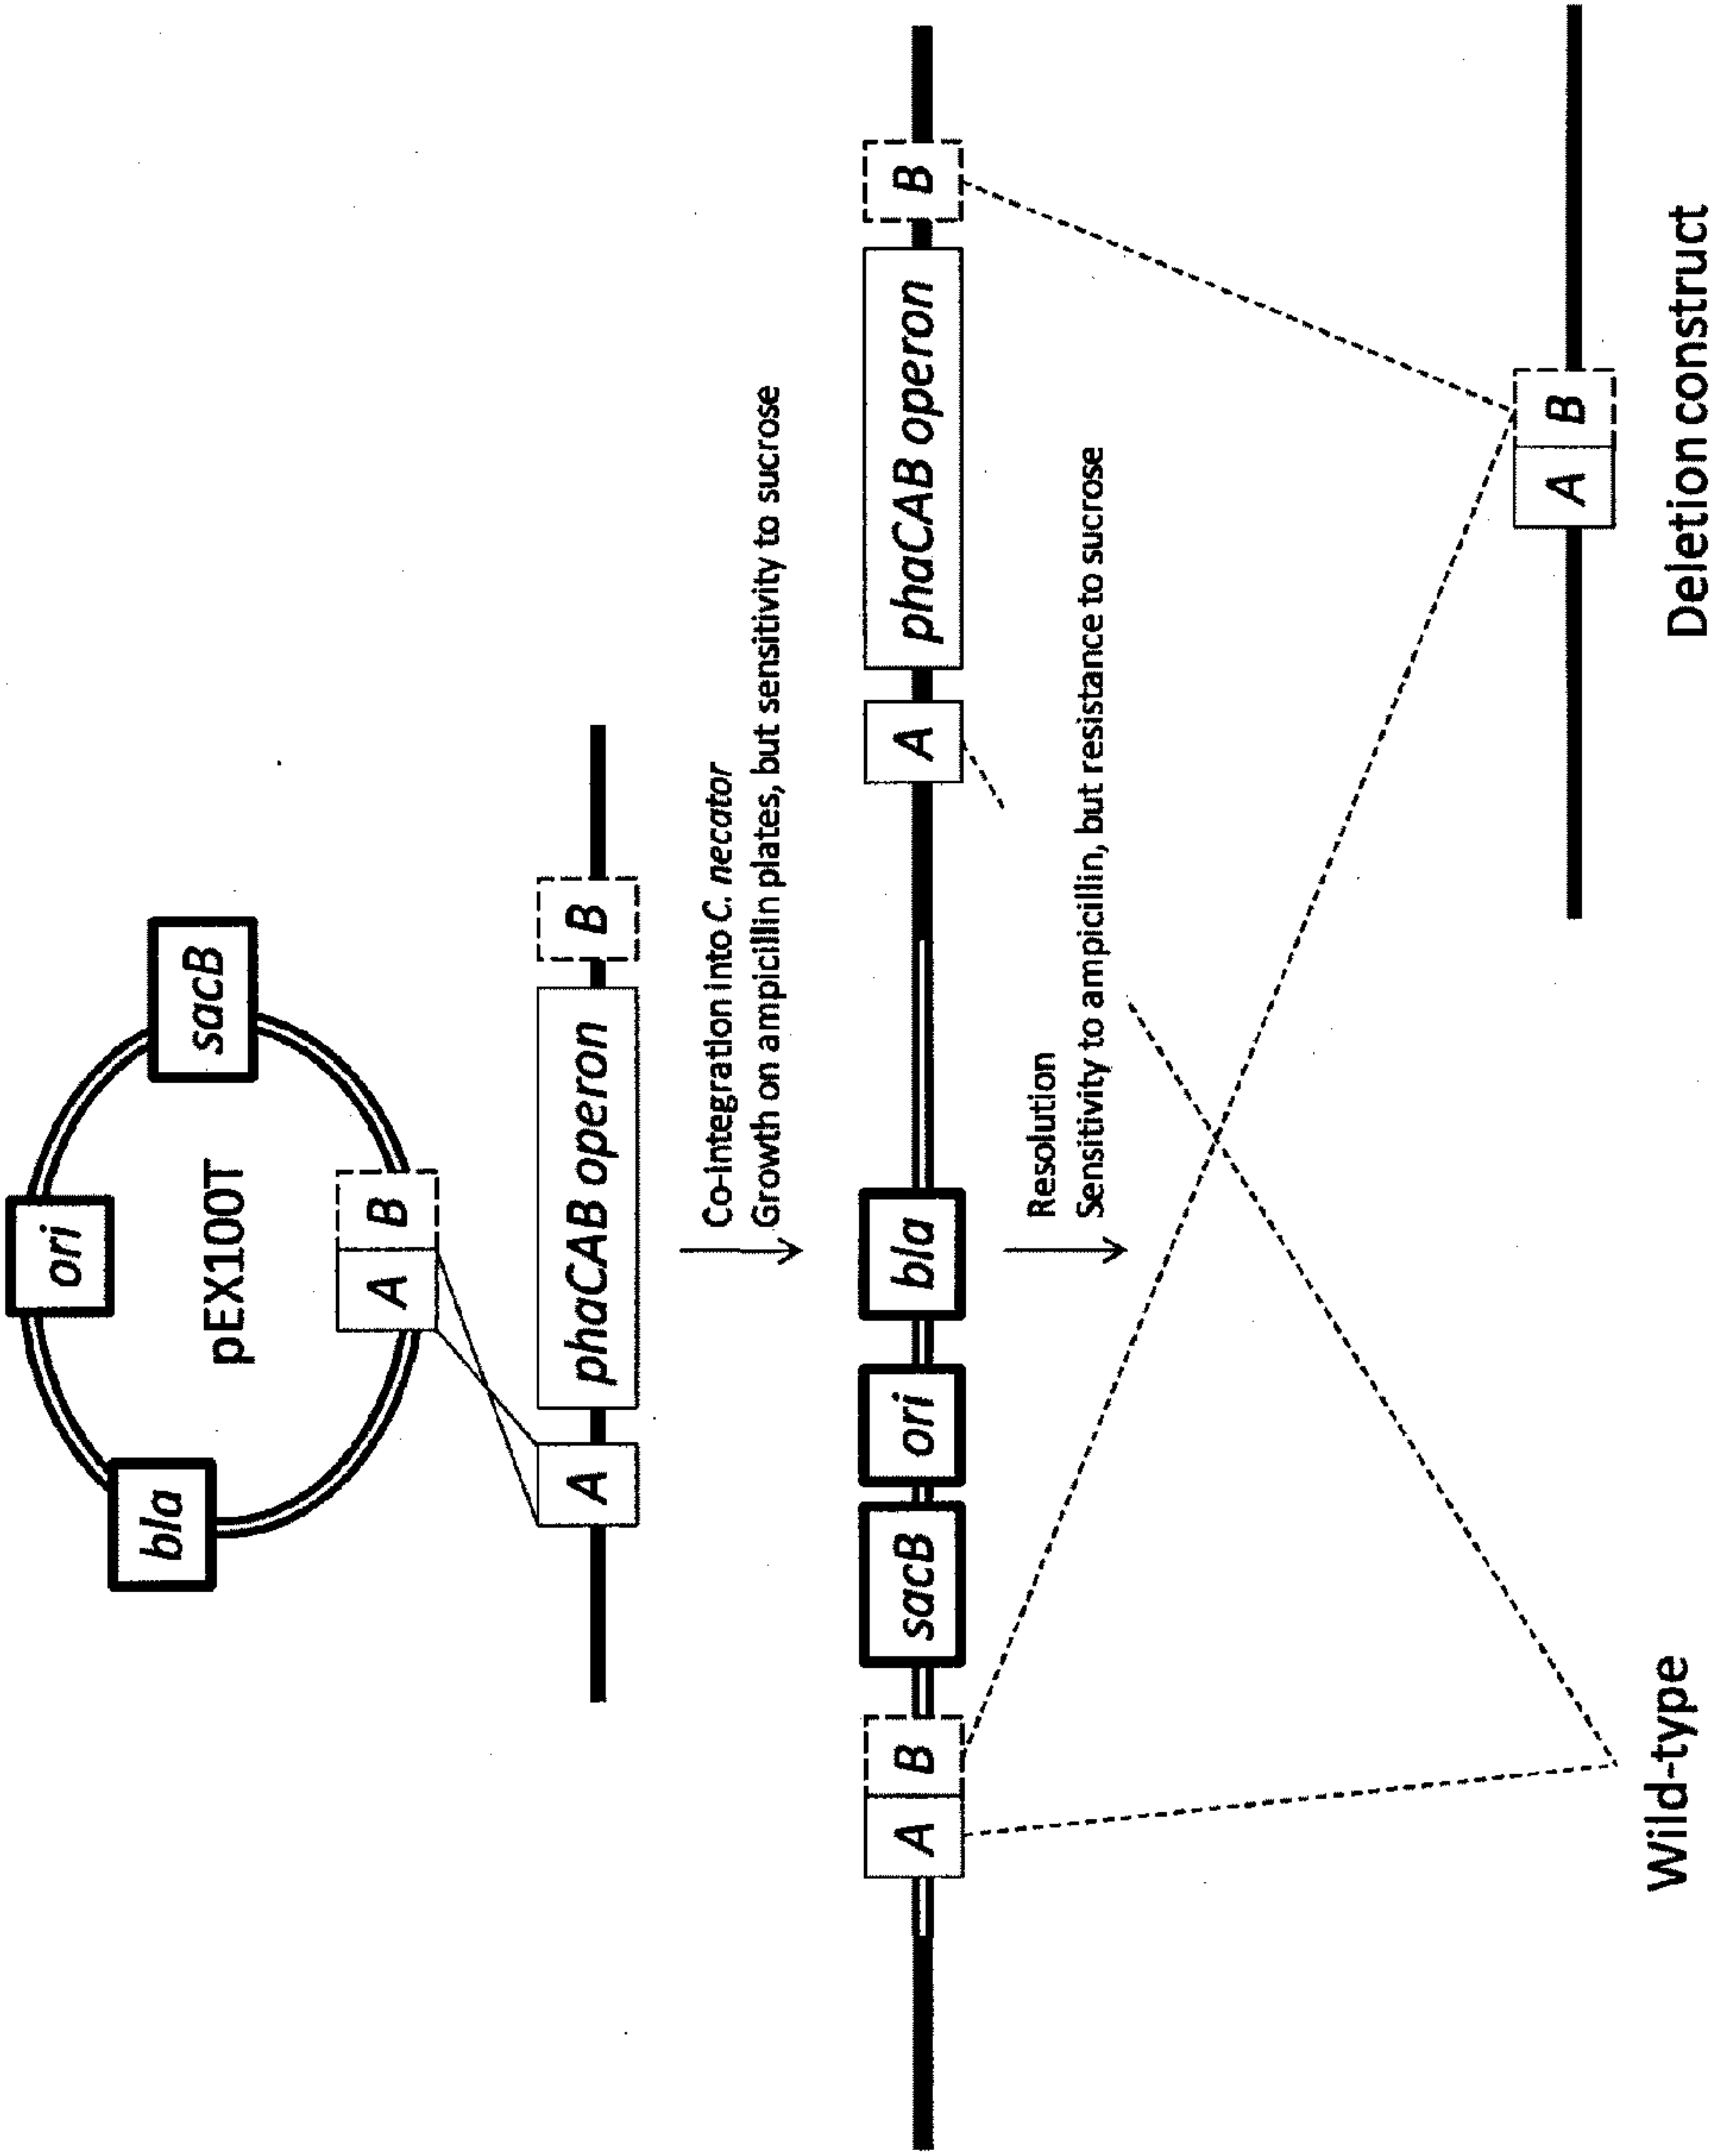 bla
ori
sacB
pEX100T
A B
A phaCAB operon B
Co-integration into C. necator
Growth on ampicillin plates, but sensitivity to sucrose
A B sacB ori bla A phaCAB operon B
Resolution
Sensitivity to ampicillin, but resistance to sucrose
A B
Wild-type
Deletion construct